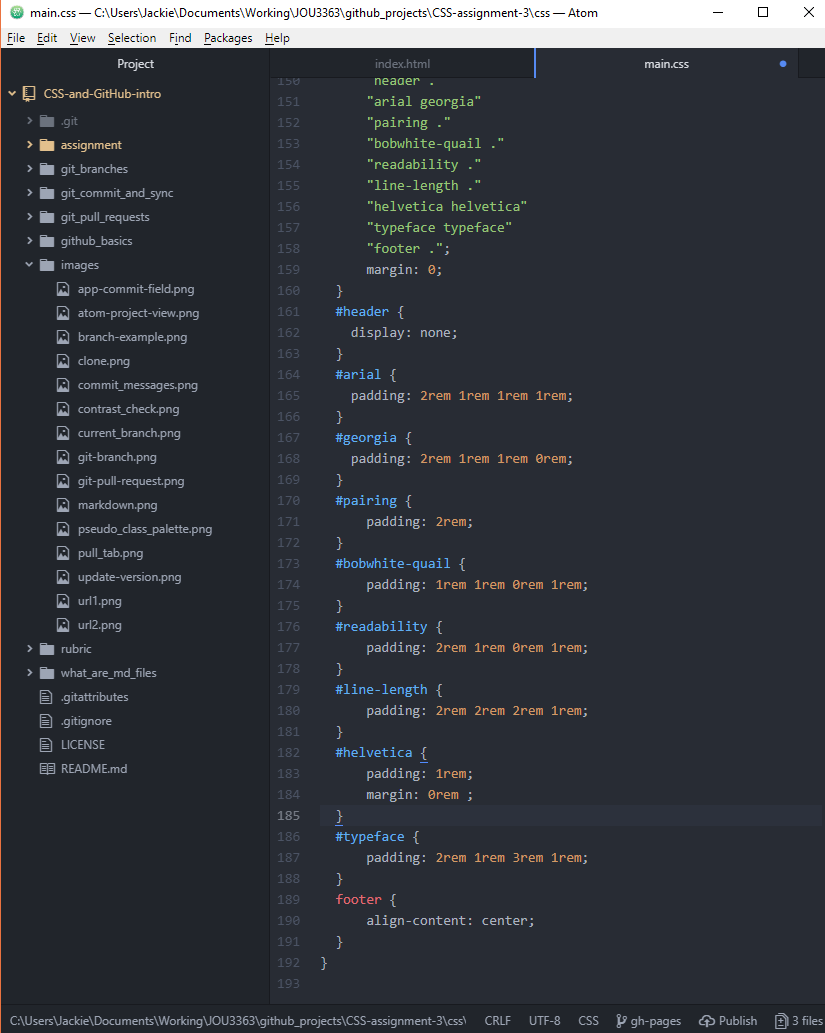 main.css — C:\Users\Jackie\Documents\Working\JOU3363\github_projects\CSS-assignment-3\css — Atom
File Edit View Selection Find Packages Help
Project
index.html
main.css
CSS-and-GitHub-intro
.git
assignment
git_branches
git_commit_and_sync
git_pull_requests
github_basics
images
app-commit-field.png
atom-project-view.png
branch-example.png
clone.png
commit_messages.png
contrast_check.png
current_branch.png
git-branch.png
git-pull-request.png
markdown.png
pseudo_class_palette.png
pull_tab.png
update-version.png
url1.png
url2.png
rubric
what_are_md_files
.gitattributes
.gitignore
LICENSE
README.md
150 "header .
151 "arial georgia"
152 "pairing ."
153 "bobwhite-quail ."
154 "readability ."
155 "line-length ."
156 "helvetica helvetica"
157 "typeface typeface"
158 "footer .";
159 margin: 0;
160 }
161 #header {
162 display: none;
163 }
164 #arial {
165 padding: 2rem 1rem 1rem 1rem;
166 }
167 #georgia {
168 padding: 2rem 1rem 1rem 0rem;
169 }
170 #pairing {
171 padding: 2rem;
172 }
173 #bobwhite-quail {
174 padding: 1rem 1rem 0rem 1rem;
175 }
176 #readability {
177 padding: 2rem 1rem 0rem 1rem;
178 }
179 #line-length {
180 padding: 2rem 2rem 2rem 1rem;
181 }
182 #helvetica {
183 padding: 1rem;
184 margin: 0rem ;
185 }
186 #typeface {
187 padding: 2rem 1rem 3rem 1rem;
188 }
189 footer {
190 align-content: center;
191 }
192 }
193
C:\Users\Jackie\Documents\Working\JOU3363\github_projects\CSS-assignment-3\css\ CRLF UTF-8 CSS gh-pages Publish 3 files